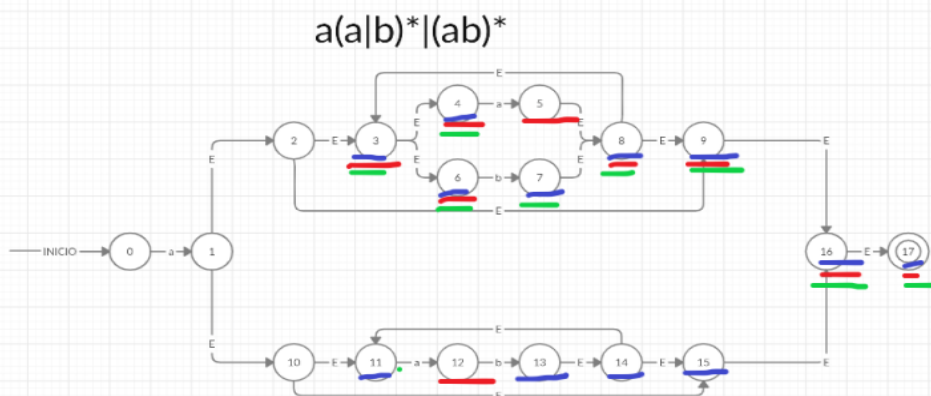 a(a|b)*|(ab)*
E
4 a 5
E E
2 E 3 8 E 9 E
E E E
6 b 7
E
INICIO 0 a 1 16 E 17
E
E
10 E 11 a 12 b 13 E 14 E 15 E
E